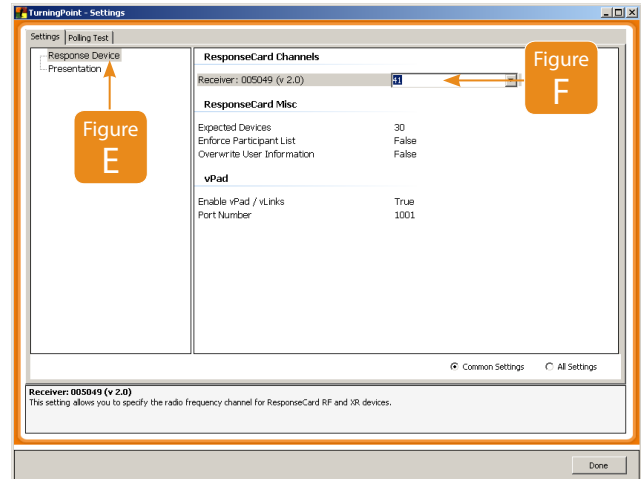 TurningPoint - Settings
Settings Polling Test
Response Device
Presentation
ResponseCard Channels
Receiver: 005049 (v 2.0) 41
ResponseCard Misc
Expected Devices 30
Enforce Participant List False
Overwrite User Information False
vPad
Enable vPad / vLinks True
Port Number 1001
Figure
E
Figure
F
Common Settings All Settings
Receiver: 005049 (v 2.0)
This setting allows you to specify the radio frequency channel for ResponseCard RF and XR devices.
Done